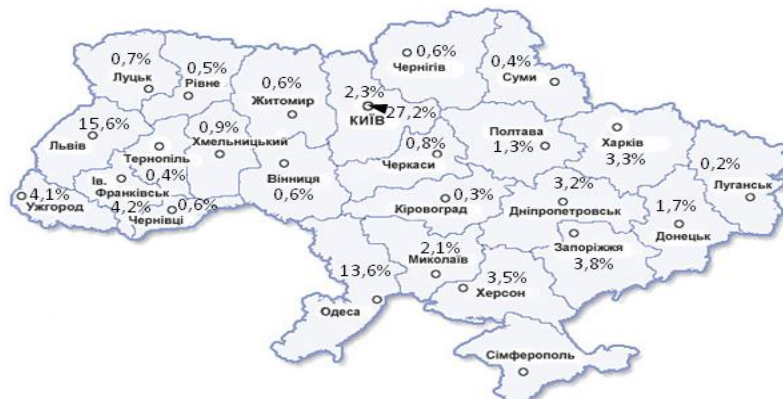 0,7%
Луцьк
0,5%
Рівне
0,6%
Житомир
2,3%
КИЇВ
27,2%
0,6%
Чернігів
0,4%
Суми
15,6%
Львів
Тернопіль
0,4%
0,9%
Хмельницький
Вінниця
0,6%
0,8%
Черкаси
Полтава
1,3%
Харків
3,3%
0,2%
Луганськ
4,1%
Ужгород
Ів.
Франківськ
4,2%
0,6%
Чернівці
0,3%
Кіровоград
3,2%
Дніпропетровськ
1,7%
Донецьк
Запоріжжя
3,8%
2,1%
Миколаїв
3,5%
Херсон
13,6%
Одеса
Сімферополь